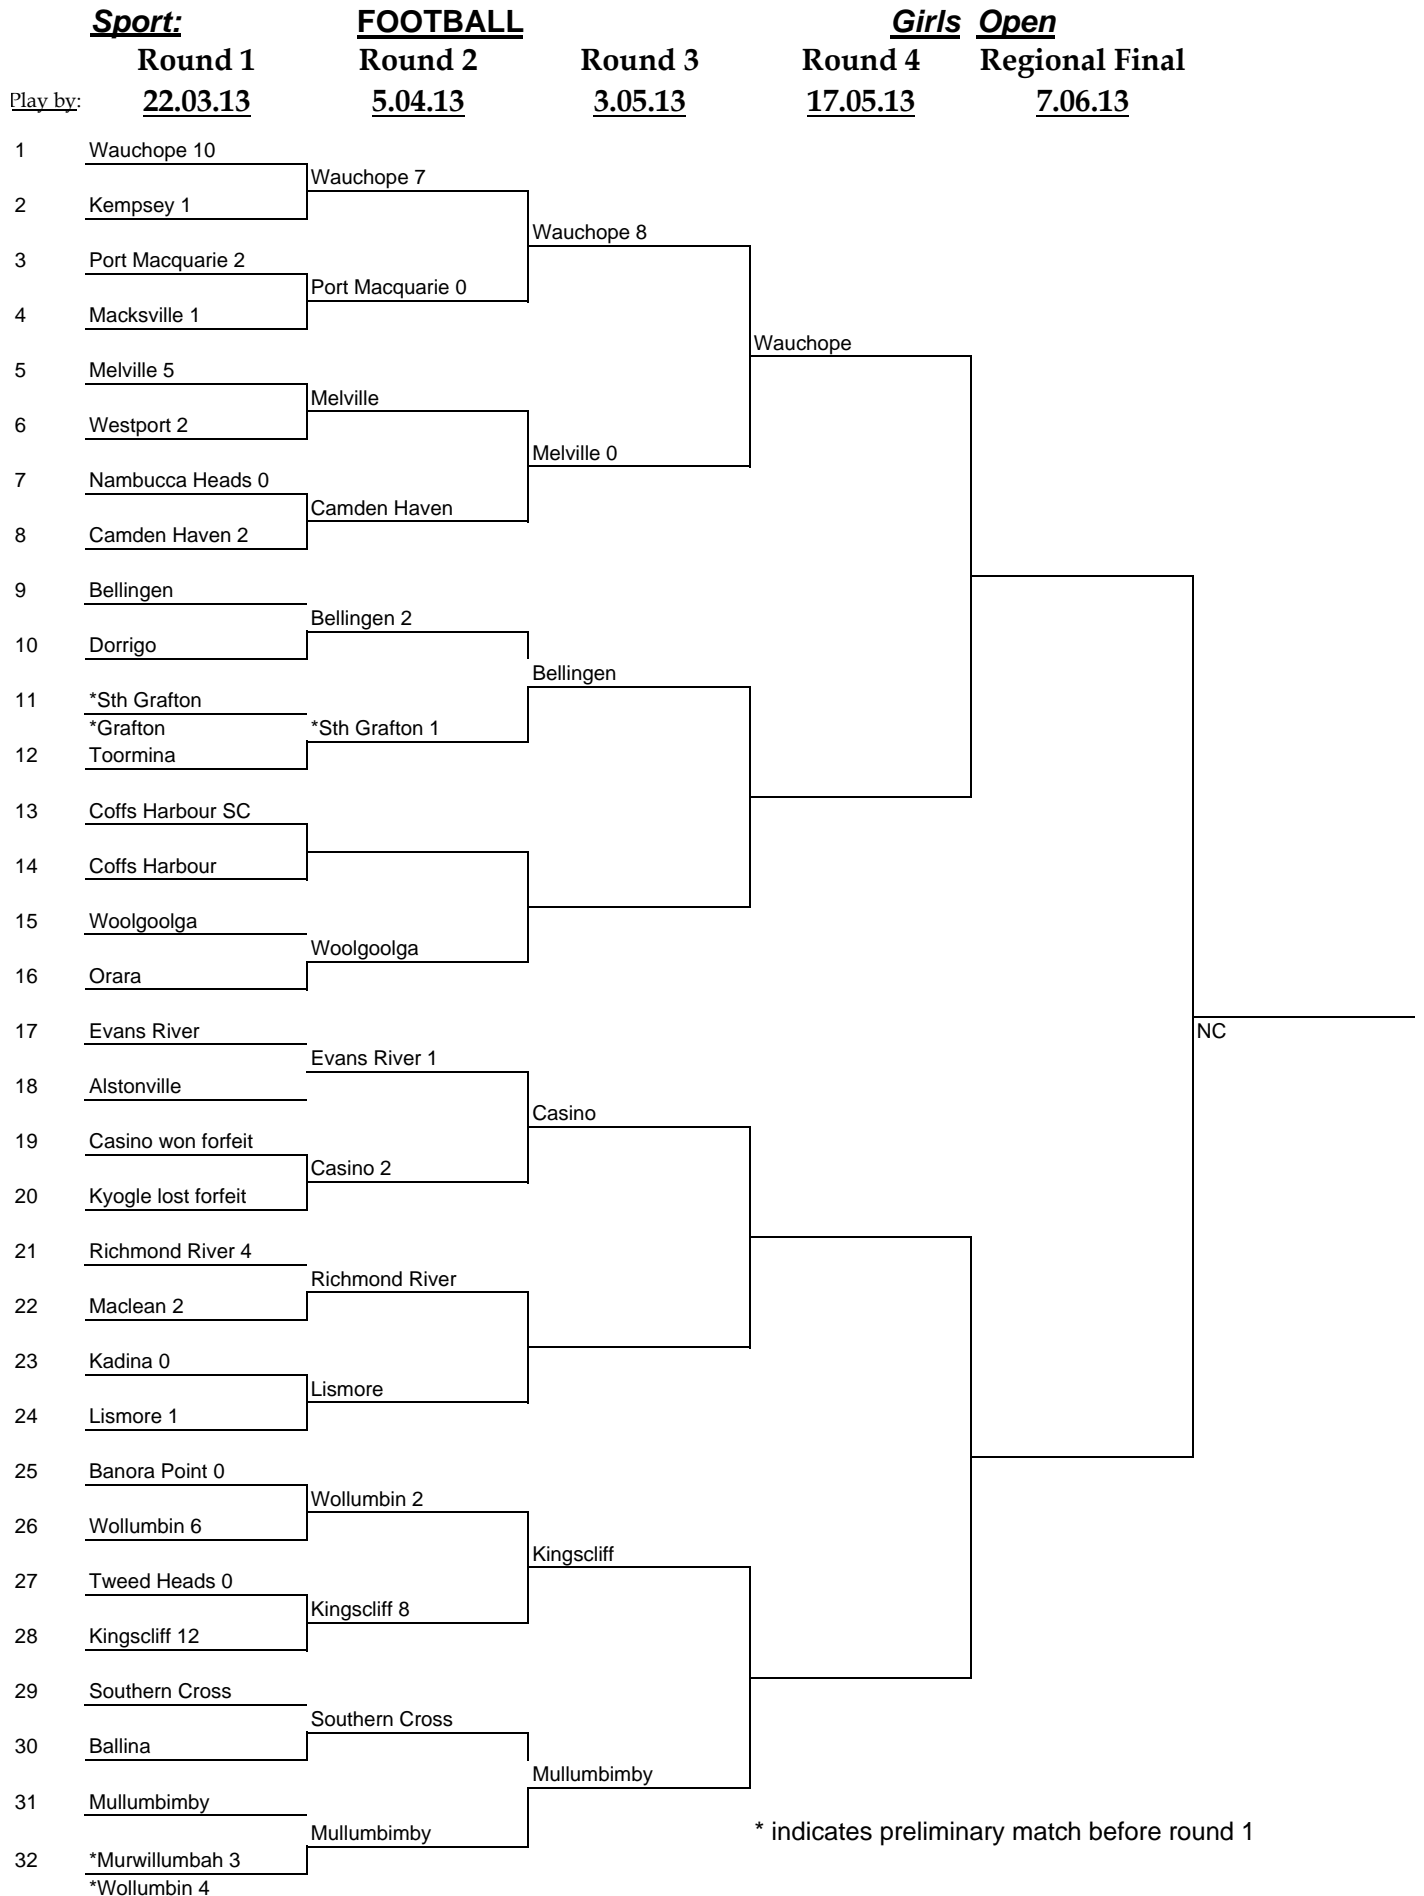 Sport: FOOTBALL Girls Open
Round 1 Round 2 Round 3 Round 4 Regional Final
Play by: 22.03.13 5.04.13 3.05.13 17.05.13 7.06.13
1 Wauchope 10
Wauchope 7
2 Kempsey 1
Wauchope 8
3 Port Macquarie 2
Port Macquarie 0
4 Macksville 1
Wauchope
5 Melville 5
Melville
6 Westport 2
Melville 0
7 Nambucca Heads 0
Camden Haven
8 Camden Haven 2
9 Bellingen
Bellingen 2
10 Dorrigo
Bellingen
11 *Sth Grafton
*Grafton *Sth Grafton 1
12 Toormina
13 Coffs Harbour SC
14 Coffs Harbour
15 Woolgoolga
Woolgoolga
16 Orara
17 Evans River
NC
Evans River 1
18 Alstonville
Casino
19 Casino won forfeit
Casino 2
20 Kyogle lost forfeit
21 Richmond River 4
Richmond River
22 Maclean 2
23 Kadina 0
Lismore
24 Lismore 1
25 Banora Point 0
Wollumbin 2
26 Wollumbin 6
Kingscliff
27 Tweed Heads 0
Kingscliff 8
28 Kingscliff 12
29 Southern Cross
Southern Cross
30 Ballina
Mullumbimby
31 Mullumbimby
Mullumbimby
* indicates preliminary match before round 1
32 *Murwillumbah 3
*Wollumbin 4